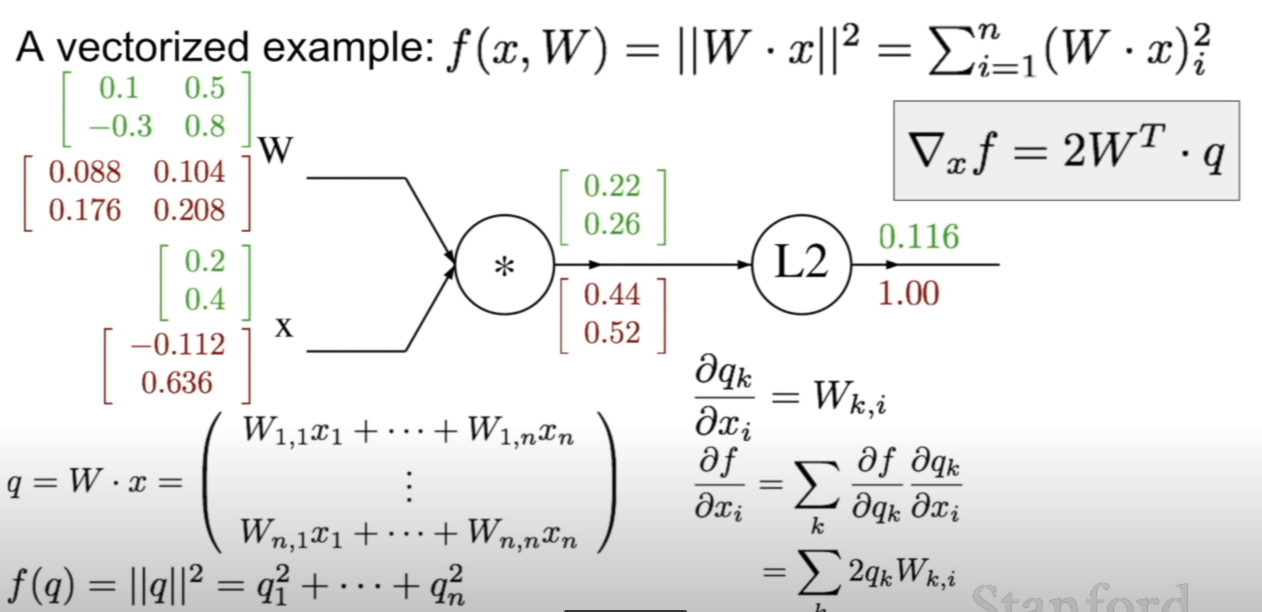 A vectorized example: f(x, W) = ||W · x||² = ∑ⁿᵢ₌₁ (W · x)ᵢ²
[ 0.1 0.5
−0.3 0.8 ]
W
[ 0.088 0.104
0.176 0.208 ]
[ 0.2
0.4 ]
x
[ −0.112
0.636 ]
*
[ 0.22
0.26 ]
[ 0.44
0.52 ]
L2
0.116
1.00
∇ₓf = 2Wᵀ · q
q = W · x = ( W₁,₁x₁ + ⋯ + W₁,ₙxₙ
⋮
Wₙ,₁x₁ + ⋯ + Wₙ,ₙxₙ )
f(q) = ||q||² = q₁² + ⋯ + qₙ²
∂qₖ/∂xᵢ = Wₖ,ᵢ
∂f/∂xᵢ = ∑ₖ ∂f/∂qₖ ∂qₖ/∂xᵢ
= ∑ₖ 2qₖWₖ,ᵢ
Stanford